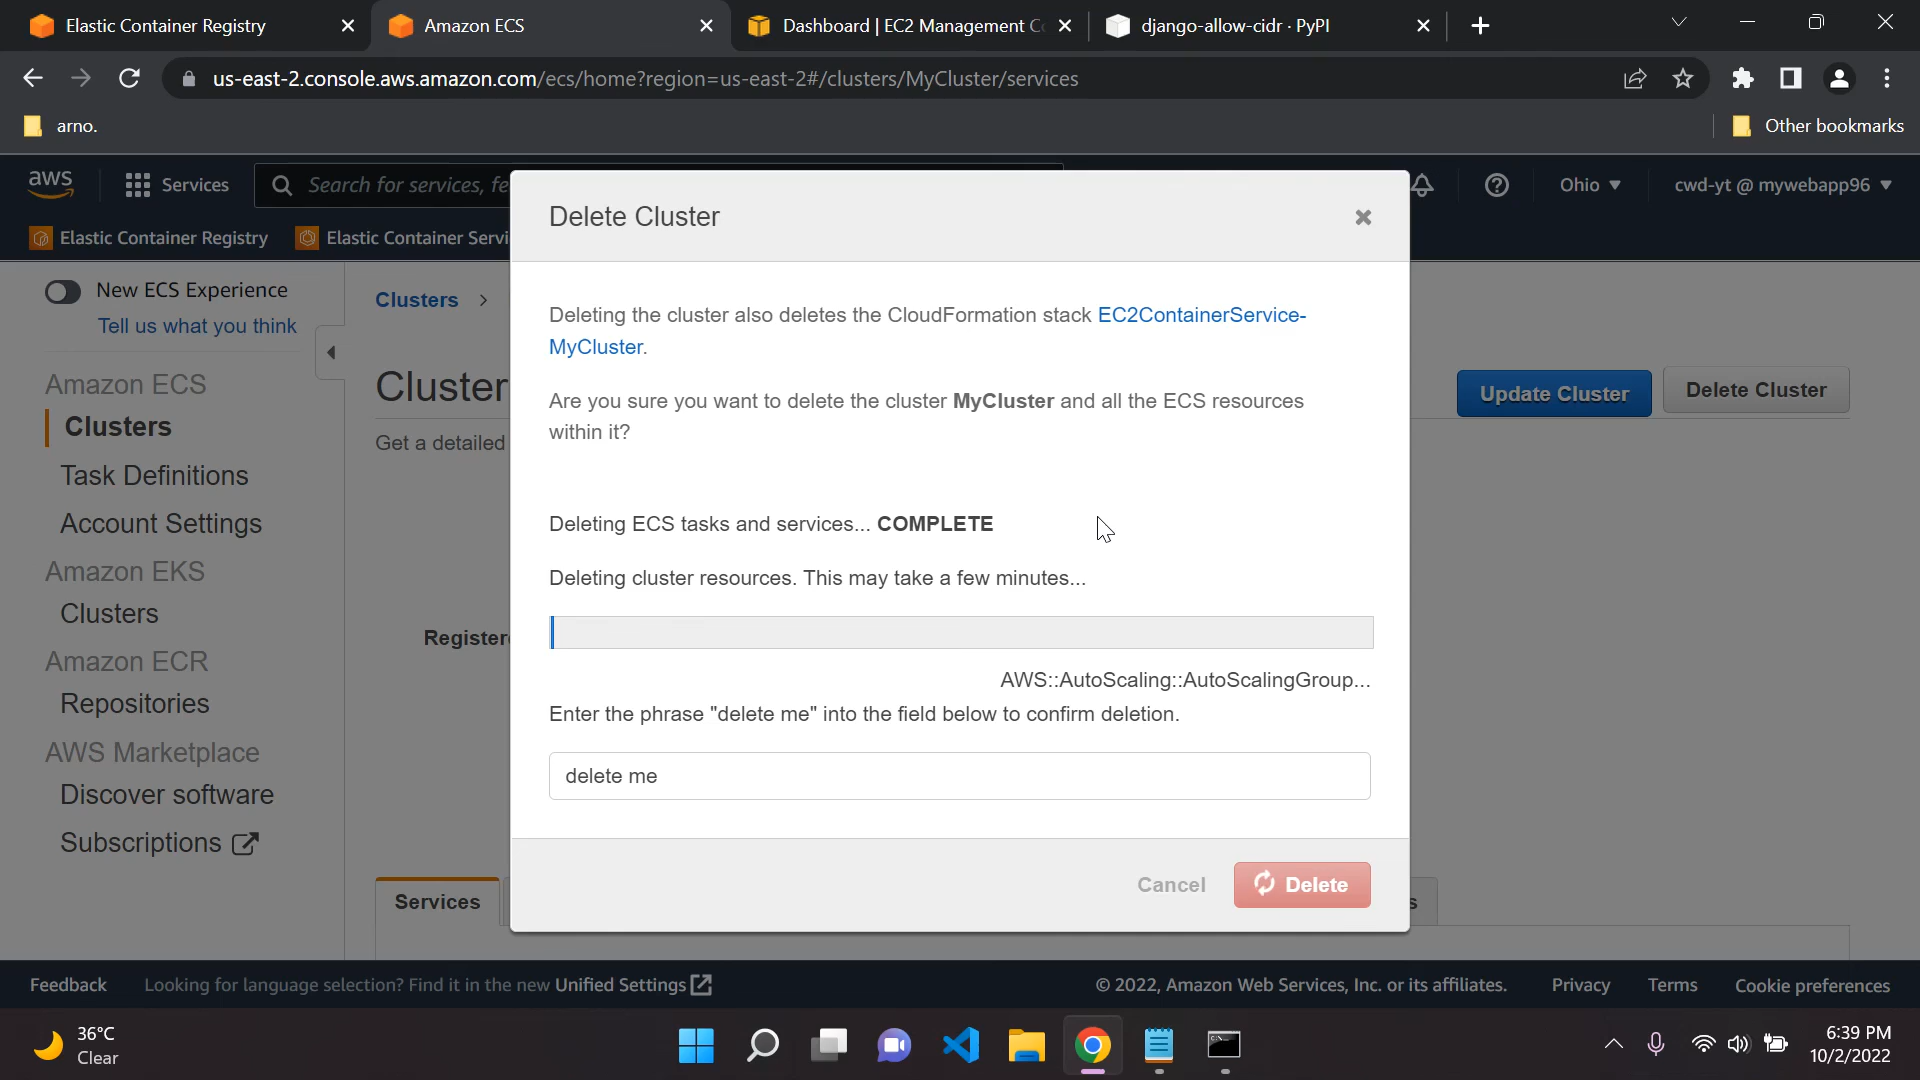 Elastic Container Registry
Amazon ECS
Dashboard | EC2 Management Co
django-allow-cidr · PyPI
us-east-2.console.aws.amazon.com/ecs/home?region=us-east-2#/clusters/MyCluster/services
arno.
Other bookmarks
aws
Services
Search for services, fe
Ohio
cwd-yt @ mywebapp96
Elastic Container Registry
Elastic Container Servi
New ECS Experience
Tell us what you think
Amazon ECS
Clusters
Task Definitions
Account Settings
Amazon EKS
Clusters
Amazon ECR
Repositories
AWS Marketplace
Discover software
Subscriptions
Clusters
Cluster
Get a detailed
Update Cluster
Delete Cluster
Register
Services
s
Delete Cluster
Deleting the cluster also deletes the CloudFormation stack EC2ContainerService-
MyCluster.
Are you sure you want to delete the cluster MyCluster and all the ECS resources
within it?
Deleting ECS tasks and services... COMPLETE
Deleting cluster resources. This may take a few minutes...
AWS::AutoScaling::AutoScalingGroup...
Enter the phrase "delete me" into the field below to confirm deletion.
delete me
Cancel
Delete
Feedback
Looking for language selection? Find it in the new Unified Settings
© 2022, Amazon Web Services, Inc. or its affiliates.
Privacy
Terms
Cookie preferences
36°C
Clear
6:39 PM
10/2/2022